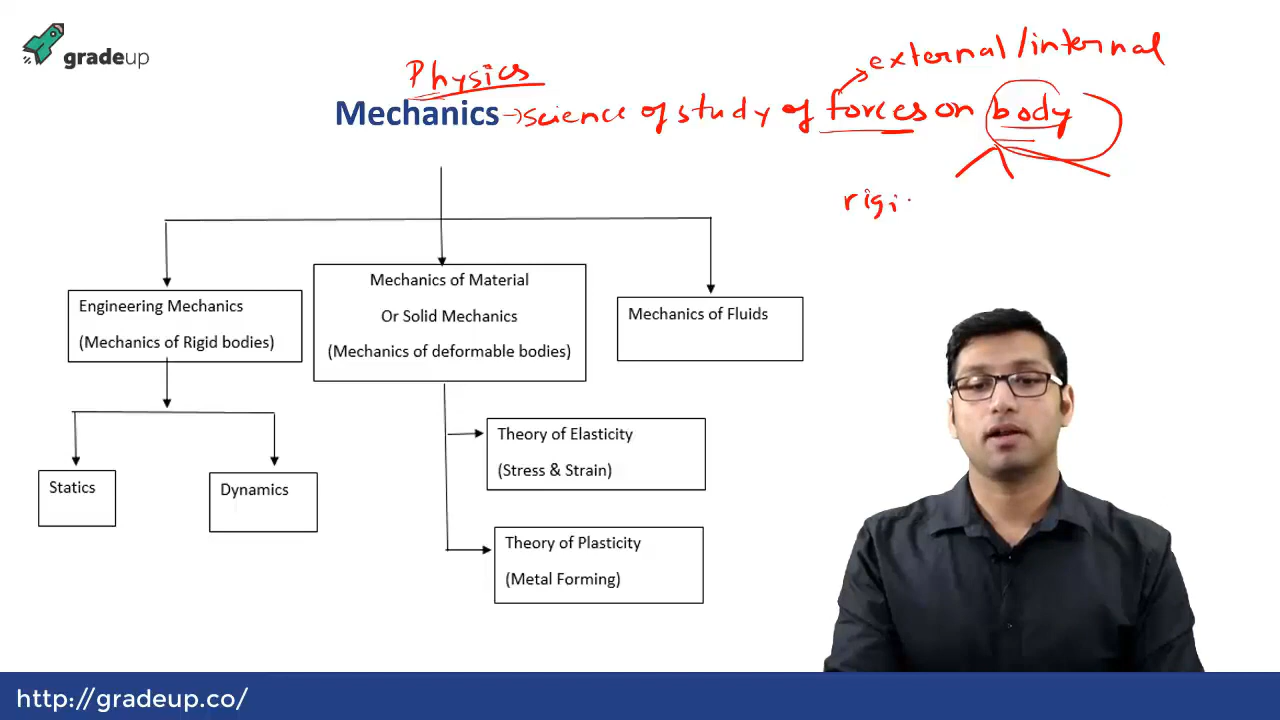 gradeup
external/internal
Physics
Mechanics → science of study of forces on body
rigi
Engineering Mechanics
(Mechanics of Rigid bodies)
Mechanics of Material
Or Solid Mechanics
(Mechanics of deformable bodies)
Mechanics of Fluids
Statics
Dynamics
Theory of Elasticity
(Stress & Strain)
Theory of Plasticity
(Metal Forming)
http://gradeup.co/